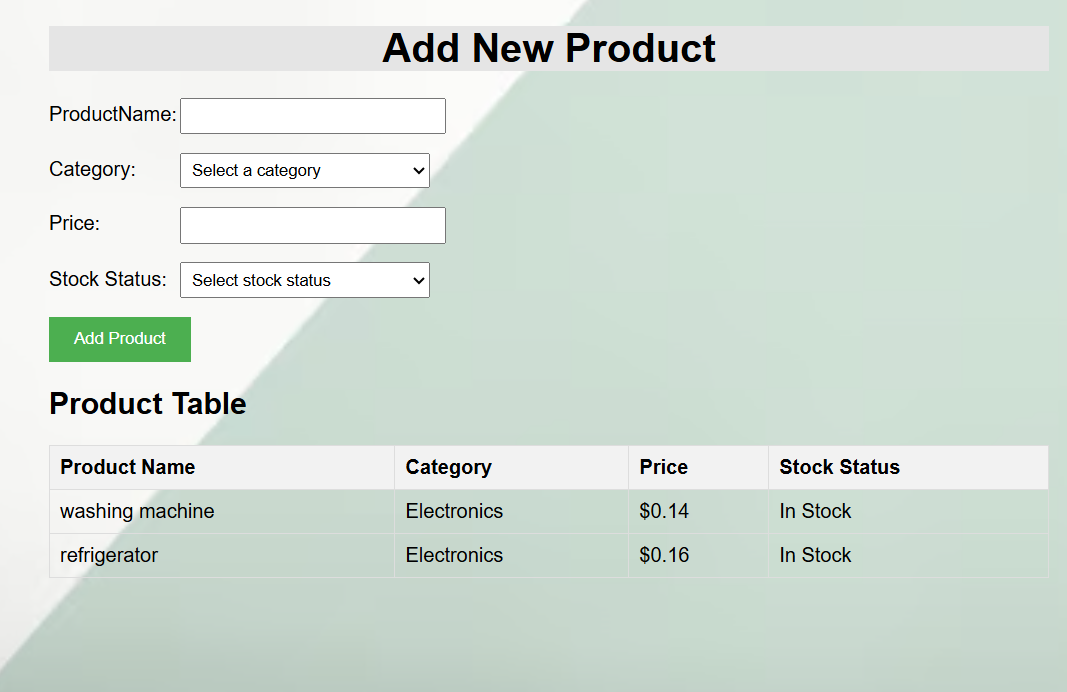 Add New Product
ProductName:
Category: Select a category
Price:
Stock Status: Select stock status
Add Product
Product Table
Product Name Category Price Stock Status
washing machine Electronics $0.14 In Stock
refrigerator Electronics $0.16 In Stock